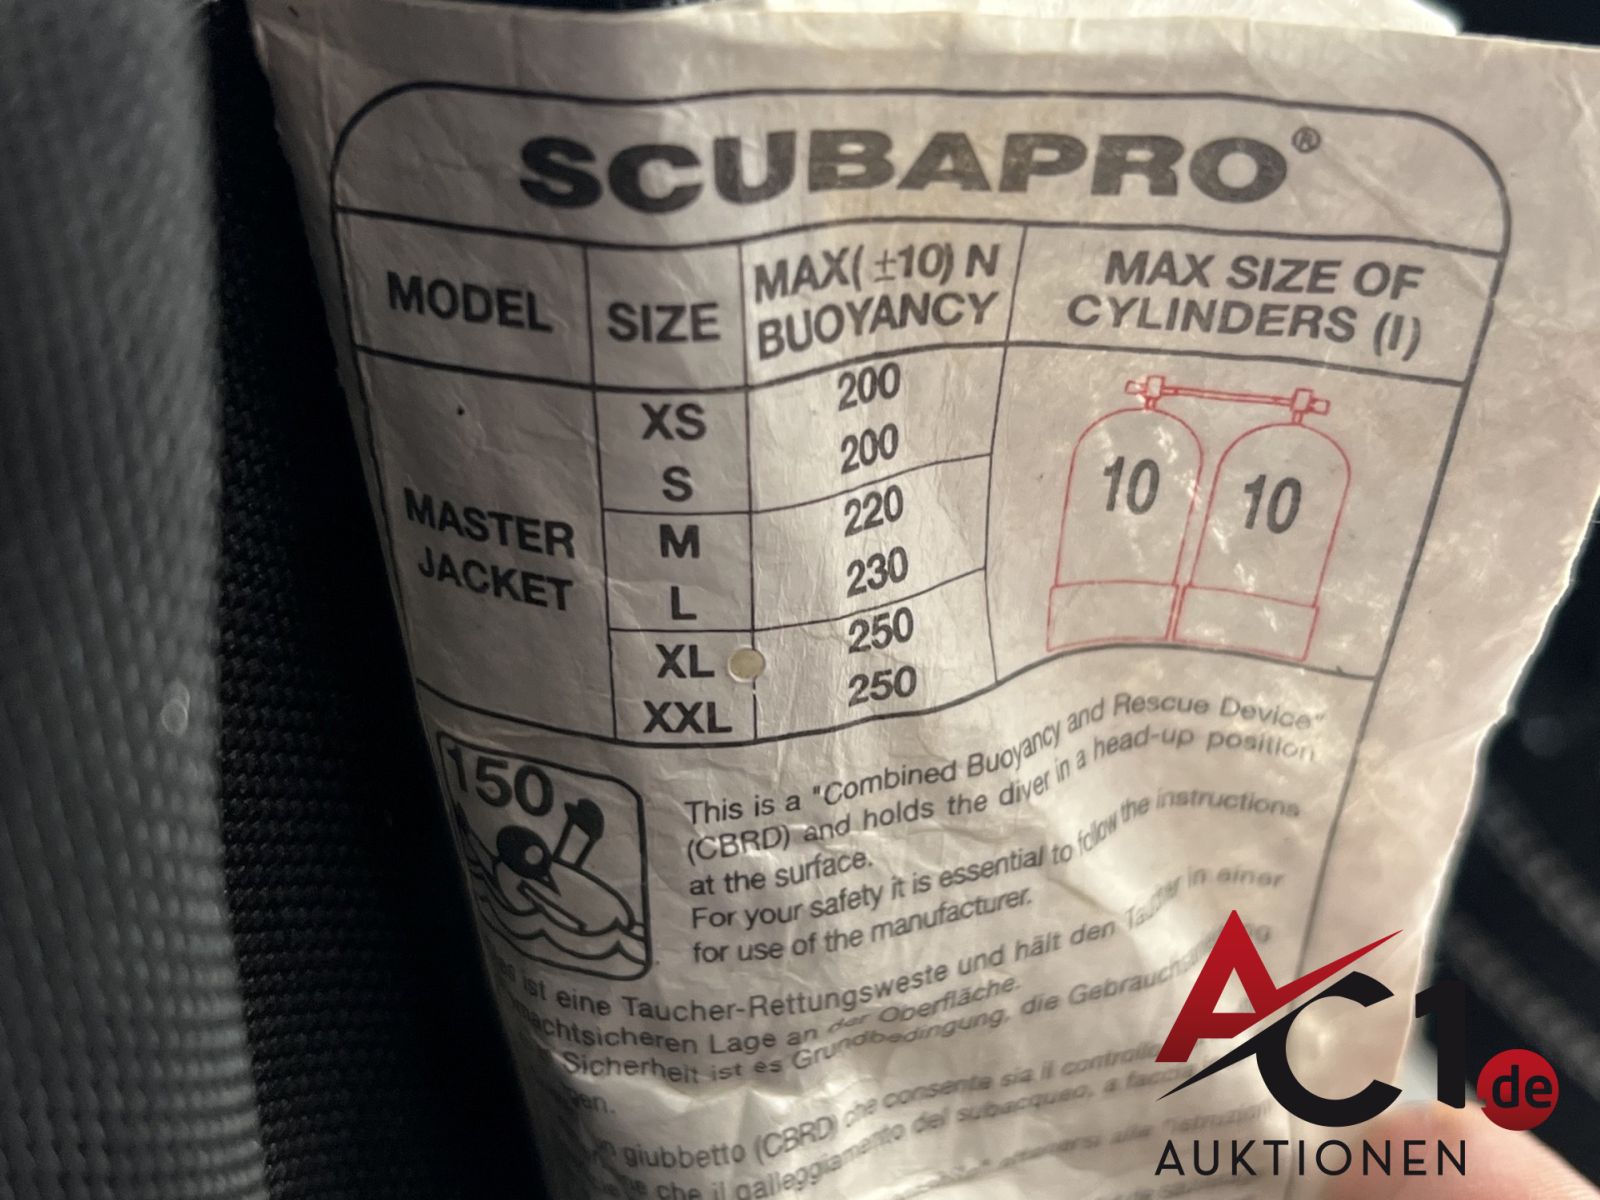 SCUBAPRO®
MODEL
SIZE
MAX(±10) N
BUOYANCY
MAX SIZE OF
CYLINDERS (l)
MASTER
JACKET
XS 200
S 200
M 220
L 230
XL 250
XXL 250
10 10
150
This is a "Combined Buoyancy and Rescue Device"
(CBRD) and holds the diver in a head-up position
at the surface.
For your safety it is essential to follow the instructions
for use of the manufacturer.
ist eine Taucher-Rettungsweste und hält den Taucher in einer
Lage an der Oberfläche.
Sicherheit ist es Grundbedingung, die
giubbetto (CBRD) che consente sia il
che il galleggiamento del subacqueo, a faccia
AC1.de
AUKTIONEN